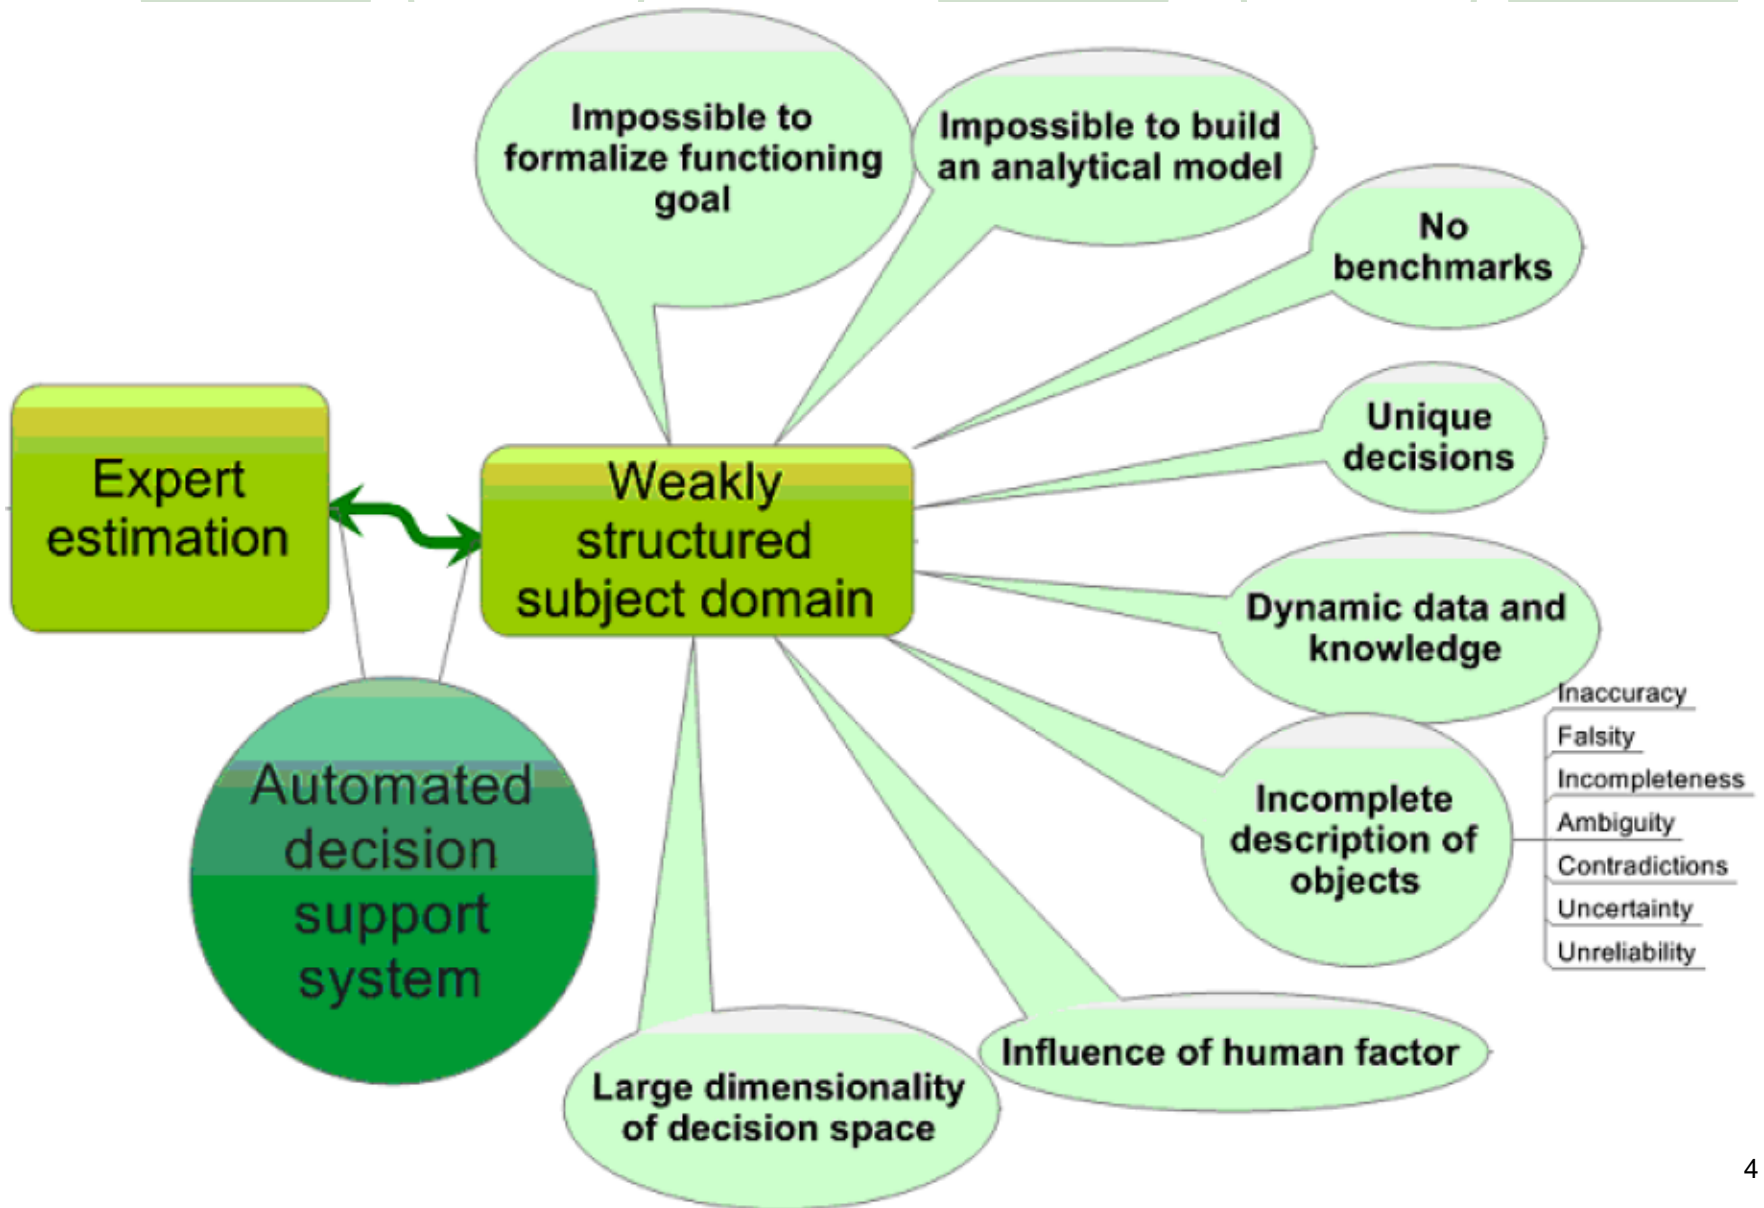 Impossible to
formalize functioning
goal
Impossible to build
an analytical model
No
benchmarks
Unique
decisions
Expert
estimation
Weakly
structured
subject domain
Dynamic data and
knowledge
Incomplete
description of
objects
Inaccuracy
Falsity
Incompleteness
Ambiguity
Contradictions
Uncertainty
Unreliability
Automated
decision
support
system
Influence of human factor
Large dimensionality
of decision space
4